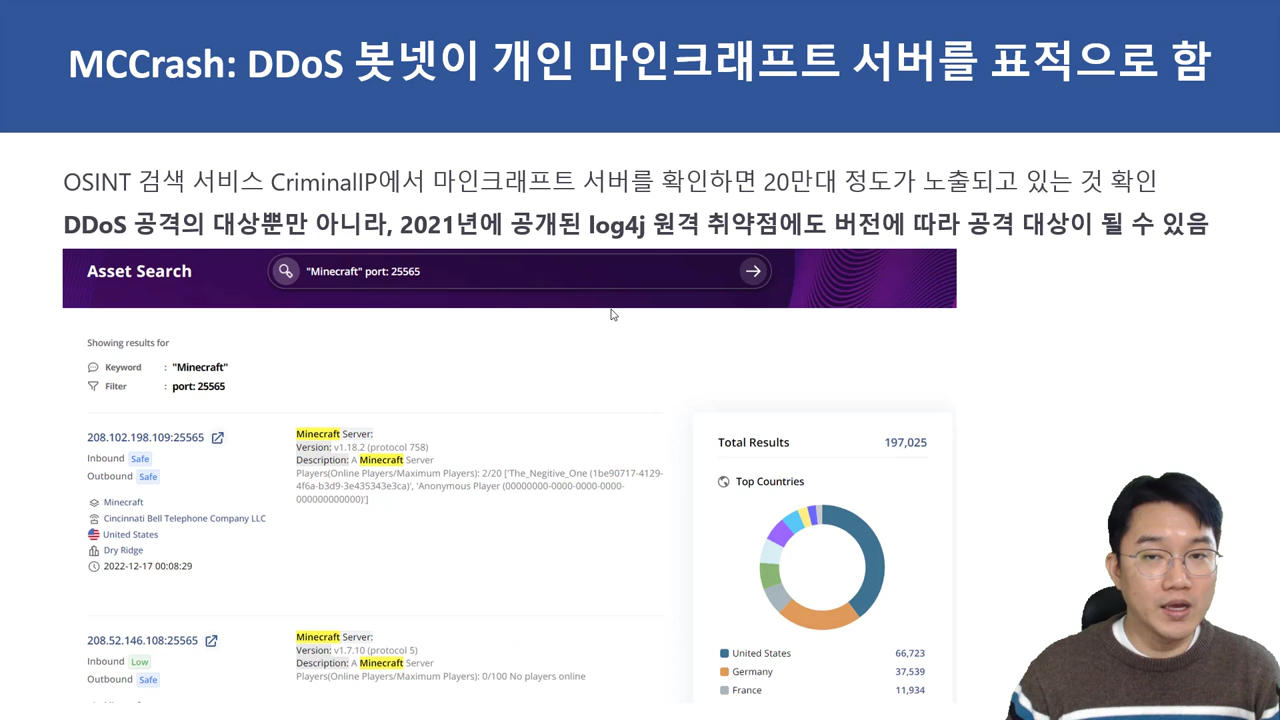 MCCrash: DDoS 봇넷이 개인 마인크래프트 서버를 표적으로 함
OSINT 검색 서비스 CriminalIP에서 마인크래프트 서버를 확인하면 20만대 정도가 노출되고 있는 것 확인
DDoS 공격의 대상뿐만 아니라, 2021년에 공개된 log4j 원격 취약점에도 버전에 따라 공격 대상이 될 수 있음
Asset Search
"Minecraft" port: 25565
Showing results for
Keyword : "Minecraft"
Filter : port: 25565
208.102.198.109:25565
Inbound Safe
Outbound Safe
Minecraft
Cincinnati Bell Telephone Company LLC
United States
Dry Ridge
2022-12-17 00:08:29
Minecraft Server:
Version: v1.18.2 (protocol 758)
Description: A Minecraft Server
Players(Online Players/Maximum Players): 2/20 ['The_Negitive_One (1be90717-4129-
4f6a-b3d9-3e435343e3ca)', 'Anonymous Player (00000000-0000-0000-0000-
000000000000)']
208.52.146.108:25565
Inbound Low
Outbound Safe
Minecraft Server:
Version: v1.7.10 (protocol 5)
Description: A Minecraft Server
Players(Online Players/Maximum Players): 0/100 No players online
Total Results 197,025
Top Countries
United States 66,723
Germany 37,539
France 11,934